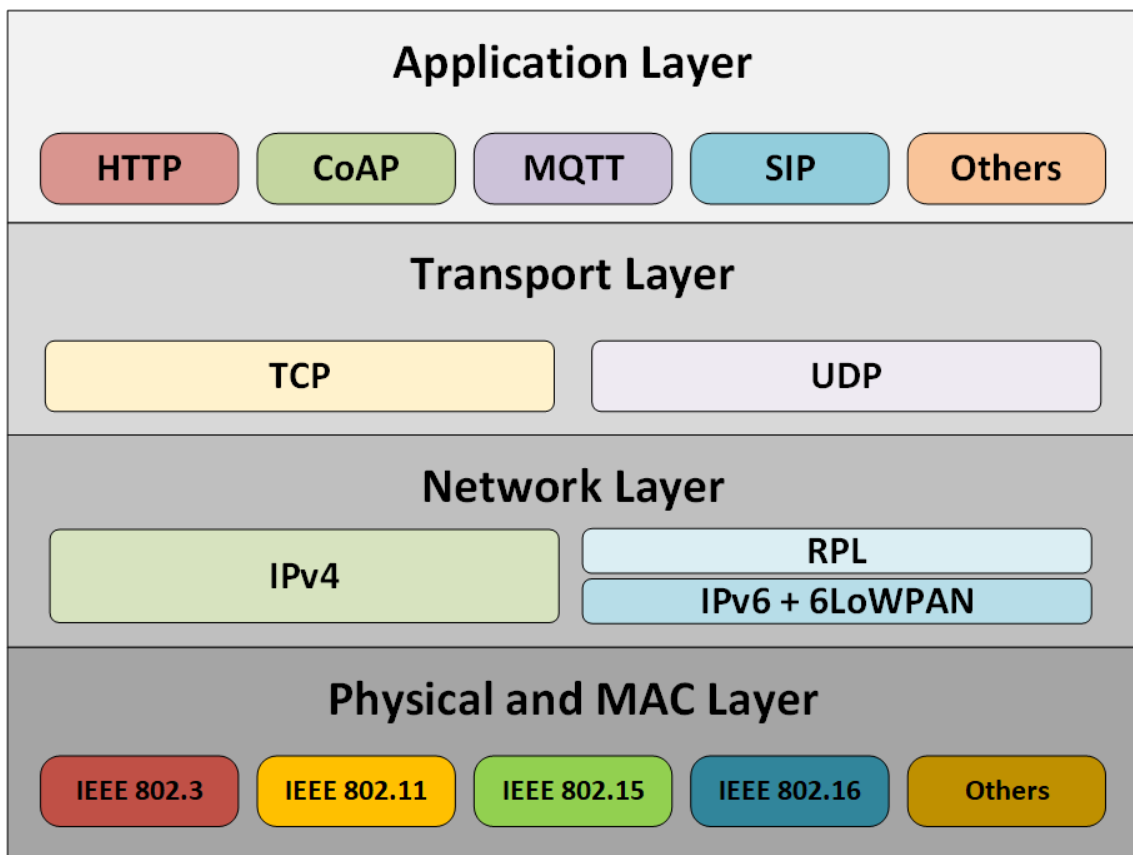 Application Layer
HTTP
CoAP
MQTT
SIP
Others
Transport Layer
TCP
UDP
Network Layer
IPv4
RPL
IPv6 + 6LoWPAN
Physical and MAC Layer
IEEE 802.3
IEEE 802.11
IEEE 802.15
IEEE 802.16
Others